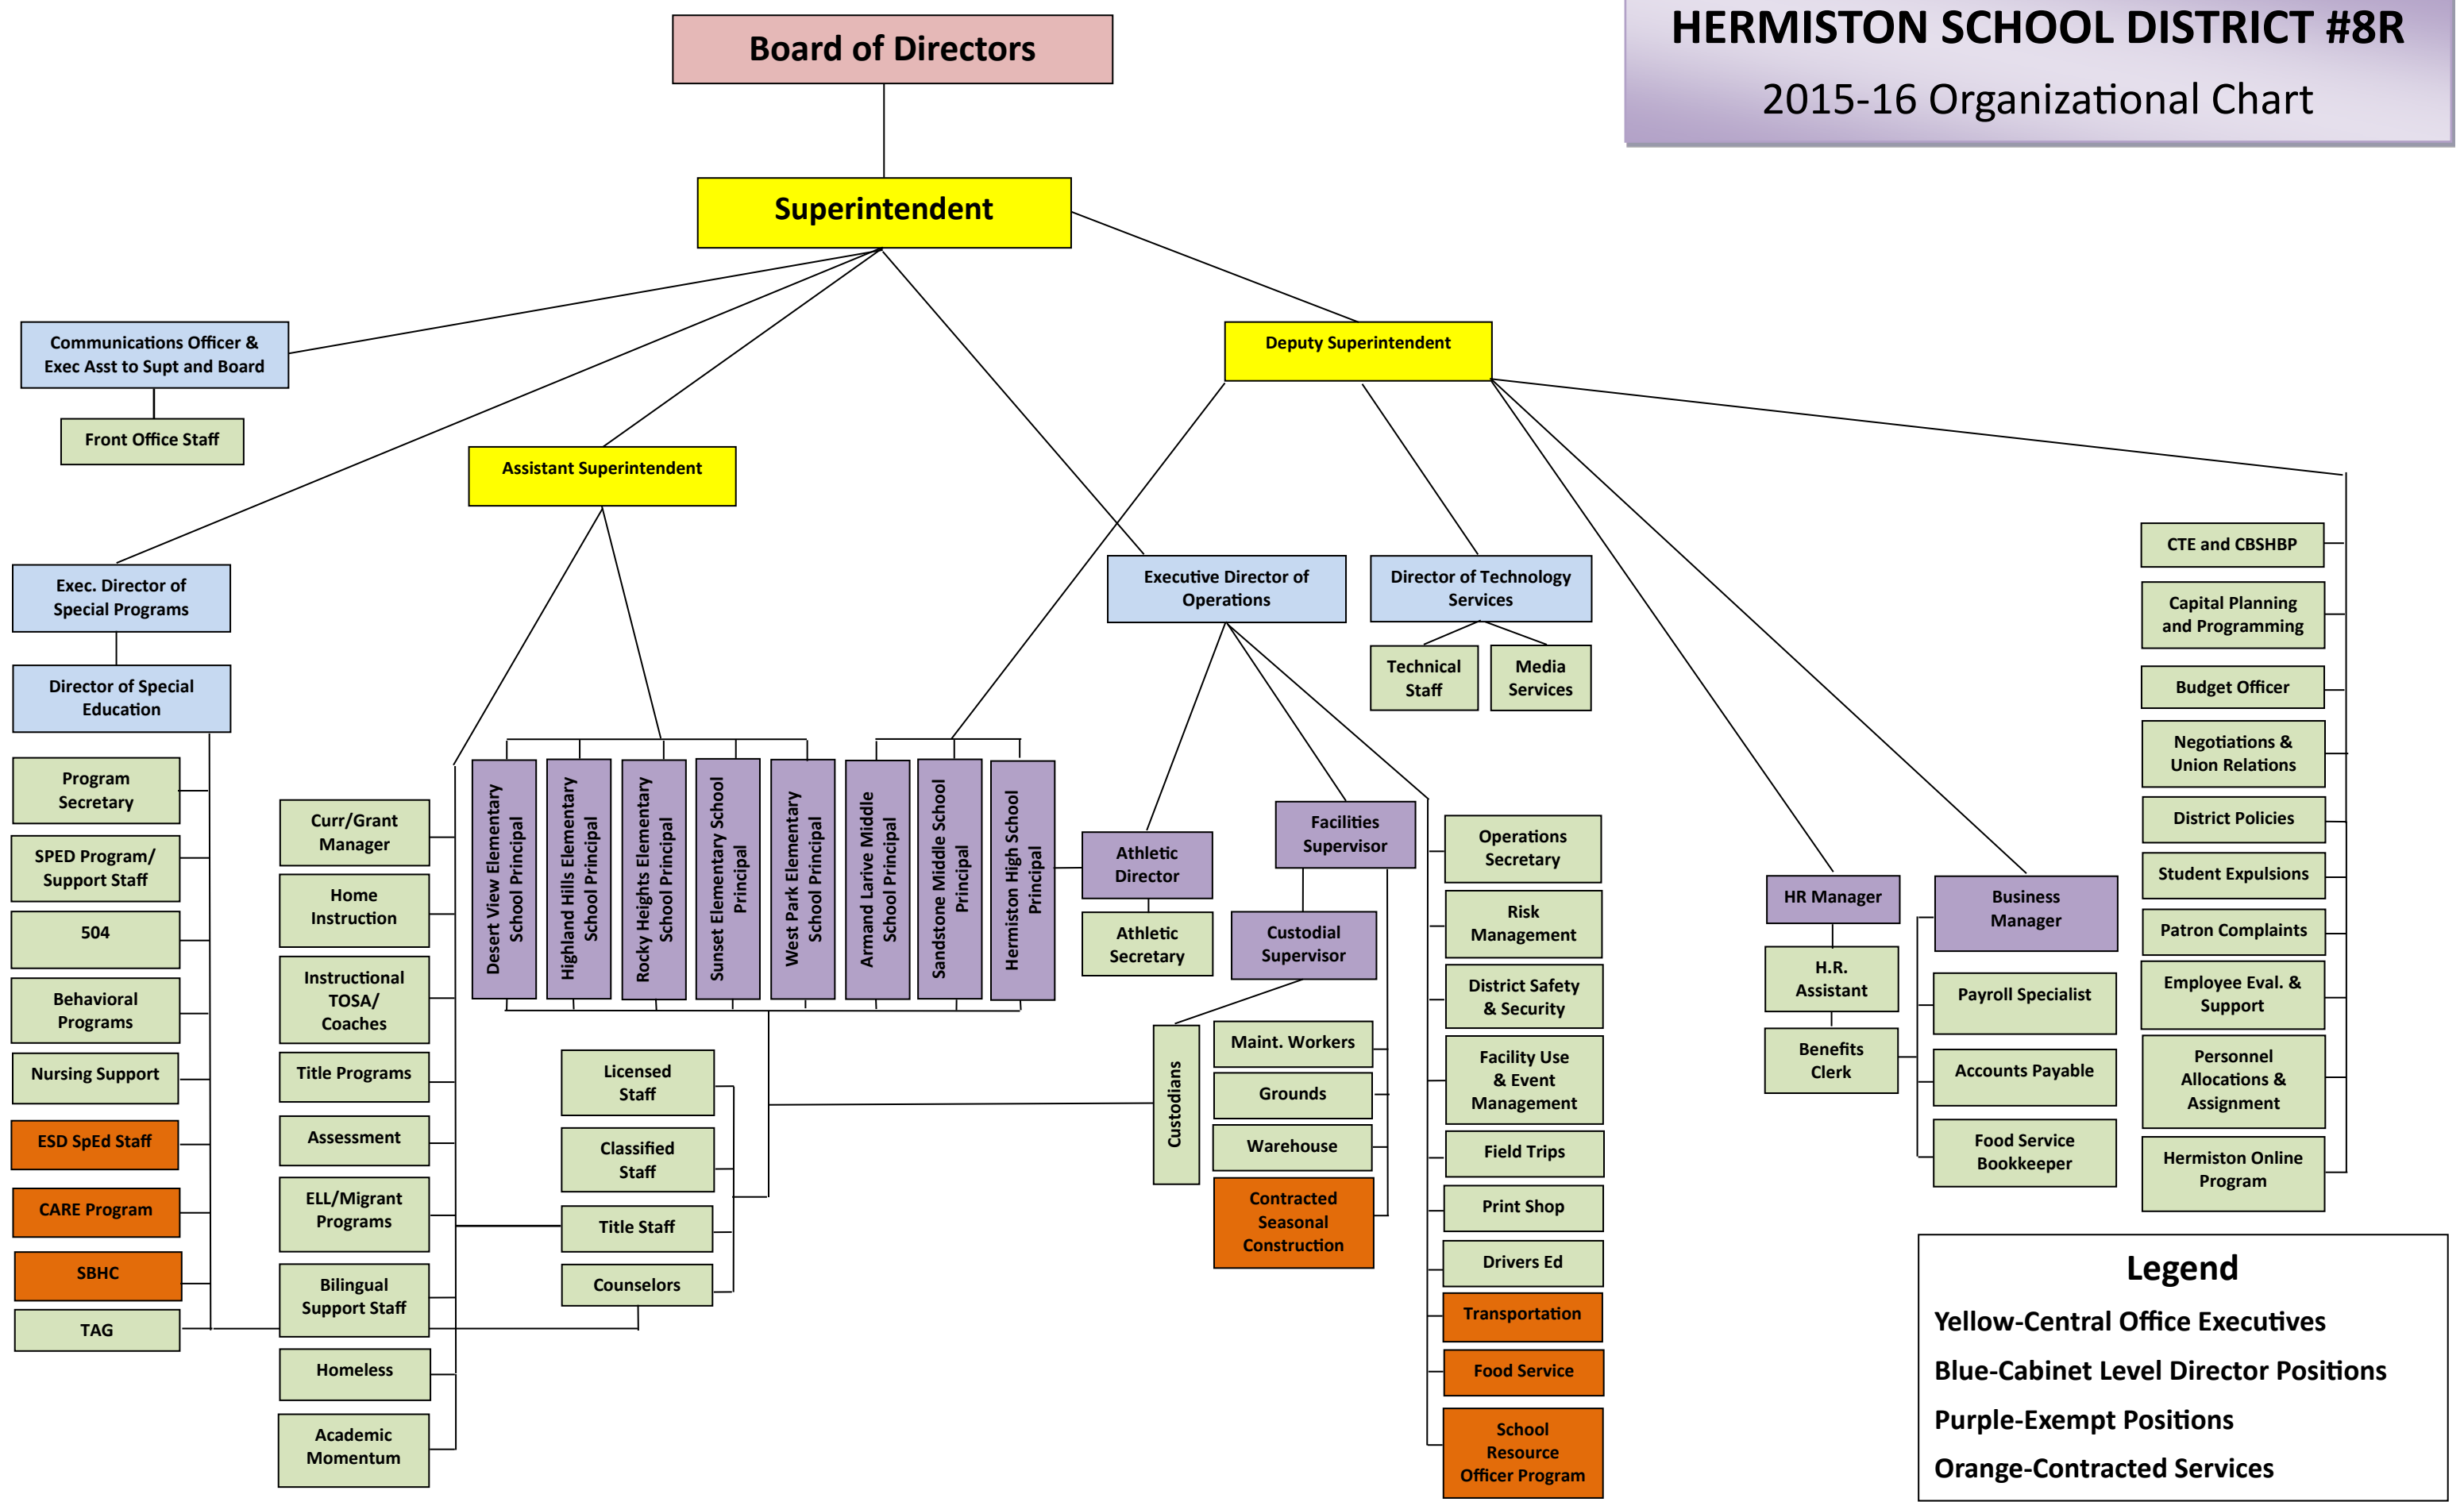 HERMISTON SCHOOL DISTRICT #8R
2015-16 Organizational Chart
Board of Directors
Superintendent
Communications Officer &
Exec Asst to Supt and Board
Front Office Staff
Deputy Superintendent
Assistant Superintendent
Exec. Director of
Special Programs
Director of Special
Education
Program
Secretary
SPED Program/
Support Staff
504
Behavioral
Programs
Nursing Support
ESD SpEd Staff
CARE Program
SBHC
TAG
Curr/Grant
Manager
Home
Instruction
Instructional
TOSA/
Coaches
Title Programs
Assessment
ELL/Migrant
Programs
Bilingual
Support Staff
Homeless
Academic
Momentum
Desert View Elementary
School Principal
Highland Hills Elementary
School Principal
Rocky Heights Elementary
School Principal
Sunset Elementary School
Principal
West Park Elementary
School Principal
Armand Larive Middle
School Principal
Sandstone Middle School
Principal
Hermiston High School
Principal
Licensed
Staff
Classified
Staff
Title Staff
Counselors
Executive Director of
Operations
Athletic
Director
Athletic
Secretary
Facilities
Supervisor
Custodial
Supervisor
Custodians
Maint. Workers
Grounds
Warehouse
Contracted
Seasonal
Construction
Operations
Secretary
Risk
Management
District Safety
& Security
Facility Use
& Event
Management
Field Trips
Print Shop
Drivers Ed
Transportation
Food Service
School
Resource
Officer Program
Director of Technology
Services
Technical
Staff
Media
Services
HR Manager
H.R.
Assistant
Benefits
Clerk
Business
Manager
Payroll Specialist
Accounts Payable
Food Service
Bookkeeper
CTE and CBSHBP
Capital Planning
and Programming
Budget Officer
Negotiations &
Union Relations
District Policies
Student Expulsions
Patron Complaints
Employee Eval. &
Support
Personnel
Allocations &
Assignment
Hermiston Online
Program
Legend
Yellow-Central Office Executives
Blue-Cabinet Level Director Positions
Purple-Exempt Positions
Orange-Contracted Services